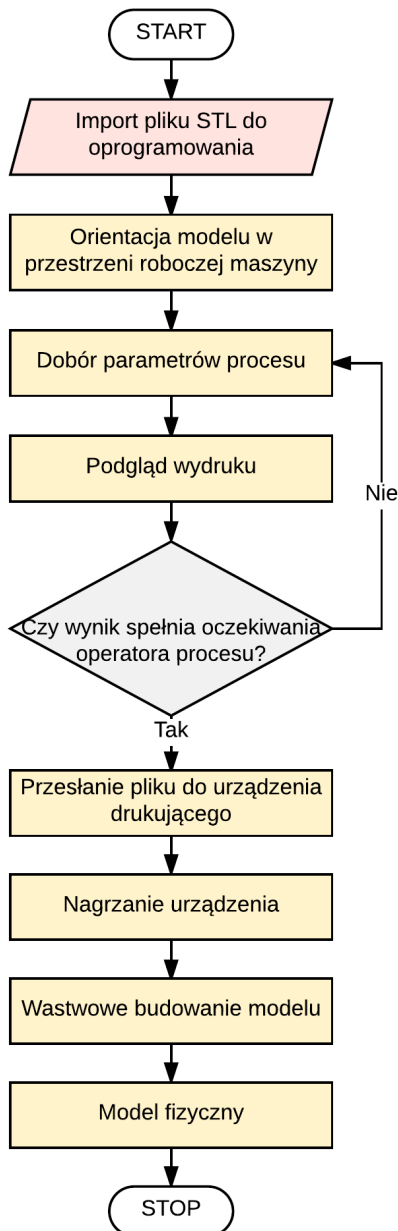 START
Import pliku STL do
oprogramowania
Orientacja modelu w
przestrzeni roboczej maszyny
Dobór parametrów procesu
Podgląd wydruku
Nie
Czy wynik spełnia oczekiwania
operatora procesu?
Tak
Przesłanie pliku do urządzenia
drukującego
Nagrzanie urządzenia
Wastwowe budowanie modelu
Model fizyczny
STOP